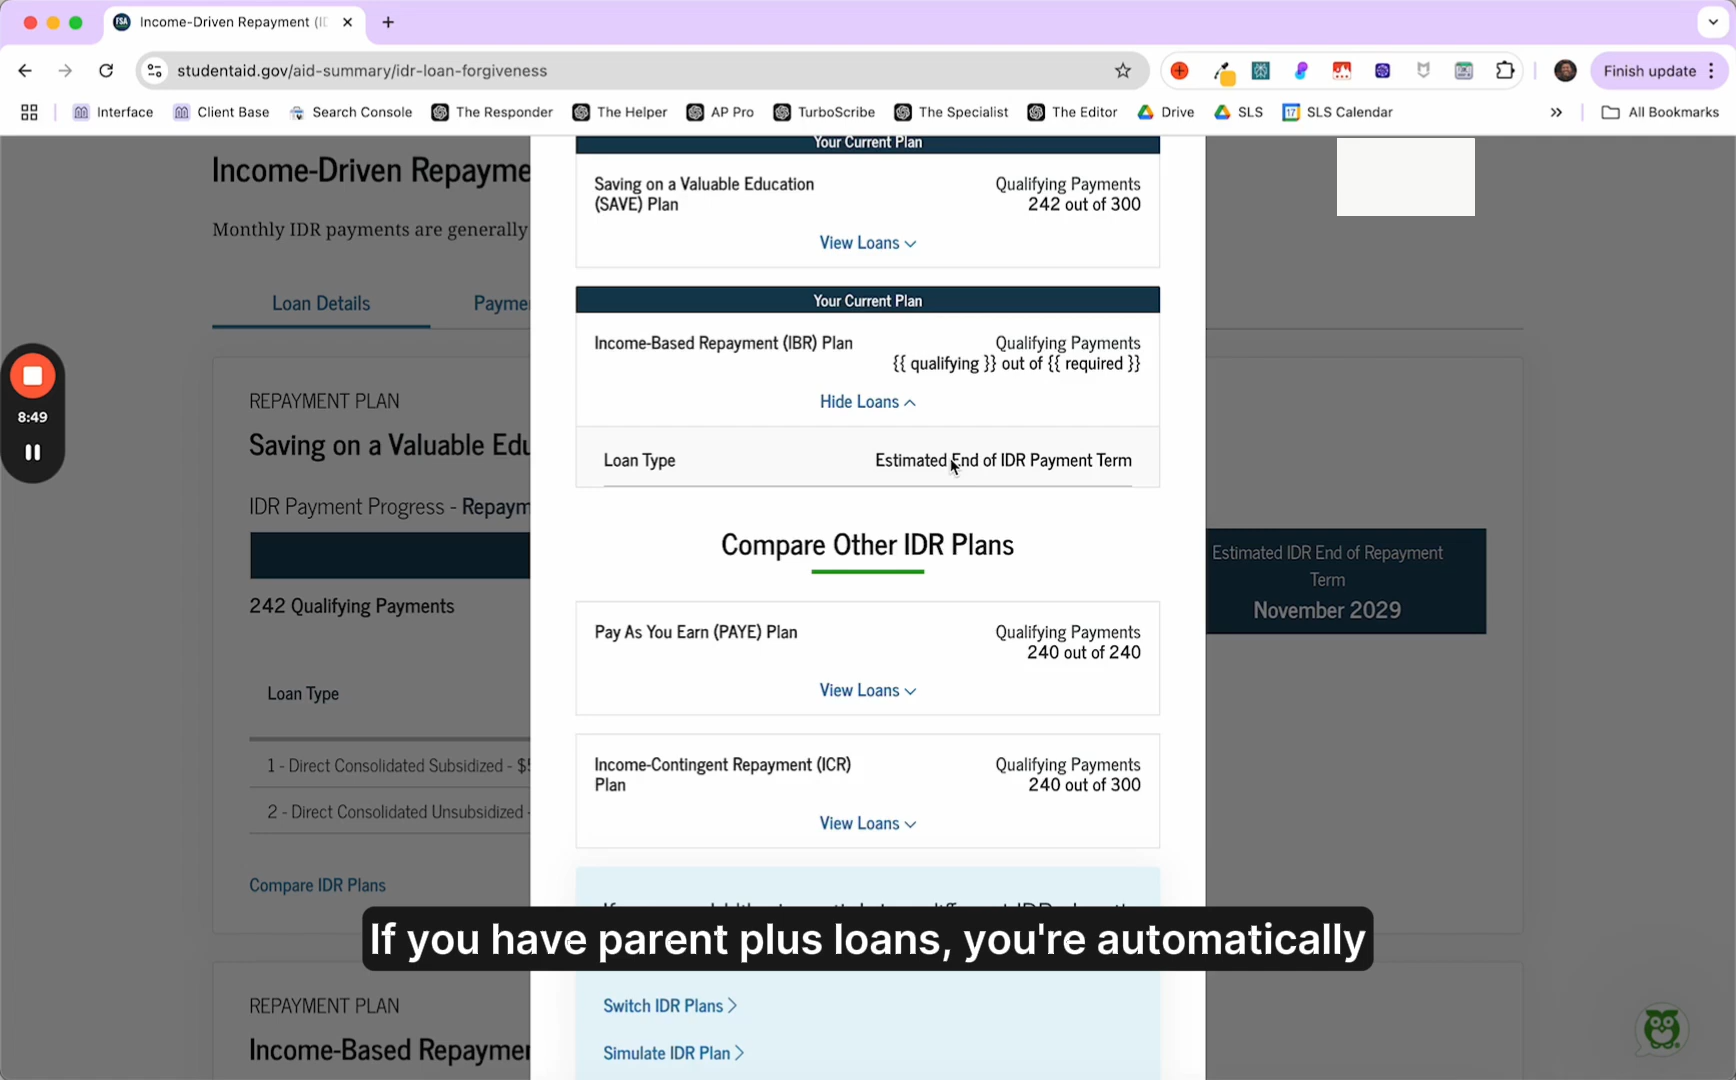 Income-Driven Repayment (I
studentaid.gov/aid-summary/idr-loan-forgiveness
Finish update
Interface
Client Base
Search Console
The Responder
The Helper
AP Pro
TurboScribe
The Specialist
The Editor
Drive
SLS
SLS Calendar
All Bookmarks
Income-Driven Repayme
Monthly IDR payments are generally
Loan Details
Payme
REPAYMENT PLAN
Saving on a Valuable Edu
IDR Payment Progress - Repaym
242 Qualifying Payments
Loan Type
1 - Direct Consolidated Subsidized - $
2 - Direct Consolidated Unsubsidized -
Compare IDR Plans
REPAYMENT PLAN
Income-Based Repaymen
8:49
Your Current Plan
Saving on a Valuable Education
(SAVE) Plan
Qualifying Payments
242 out of 300
View Loans
Your Current Plan
Income-Based Repayment (IBR) Plan
Qualifying Payments
{{ qualifying }} out of {{ required }}
Hide Loans
Loan Type
Estimated End of IDR Payment Term
Compare Other IDR Plans
Pay As You Earn (PAYE) Plan
Qualifying Payments
240 out of 240
View Loans
Income-Contingent Repayment (ICR)
Plan
Qualifying Payments
240 out of 300
View Loans
If you have parent plus loans, you're automatically
Switch IDR Plans
Simulate IDR Plan
Estimated IDR End of Repayment
Term
November 2029